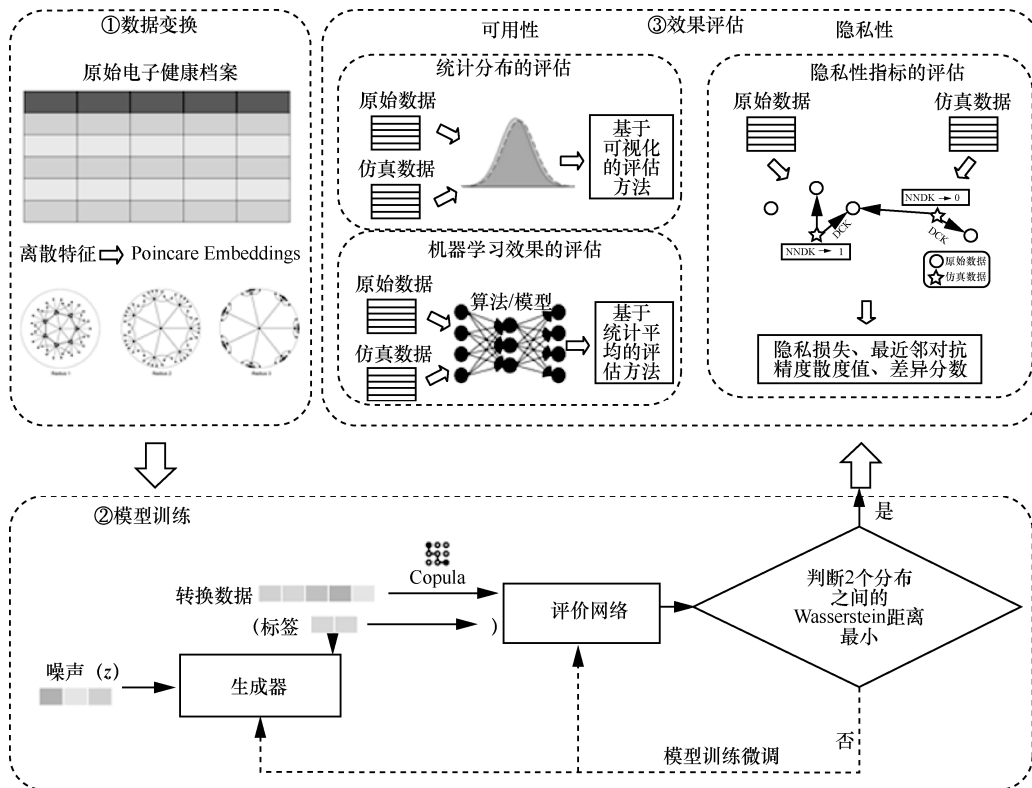 ①数据变换
原始电子健康档案
离散特征
Poincare Embeddings
Radius 1
Radius 2
Radius 3
③效果评估
可用性
隐私性
统计分布的评估
原始数据
仿真数据
基于
可视化
的评估
方法
机器学习效果的评估
原始数据
仿真数据
算法/模型
基于
统计平
均的评
估方法
隐私性指标的评估
原始数据
仿真数据
NNDK → 0
DCK
DCK
NNDK → 1
原始数据
仿真数据
隐私损失、最近邻对抗
精度散度值、差异分数
②模型训练
Copula
转换数据
(标签
)
噪声 (z)
生成器
评价网络
判断2个分布
之间的
Wasserstein距离
最小
是
否
模型训练微调